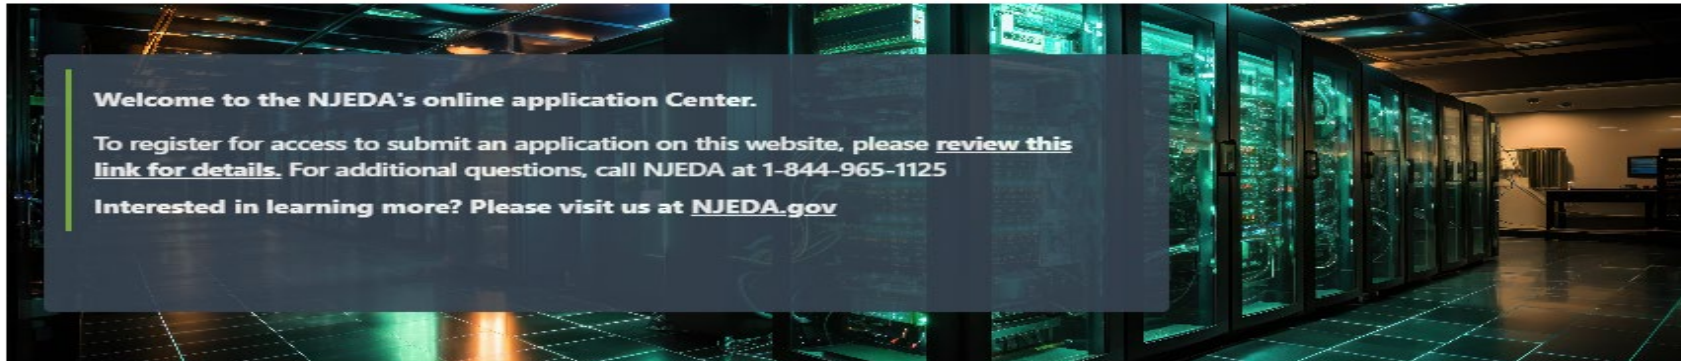 Welcome to the NJEDA's online application Center.
To register for access to submit an application on this website, please review this
link for details. For additional questions, call NJEDA at 1-844-965-1125
Interested in learning more? Please visit us at NJEDA.gov